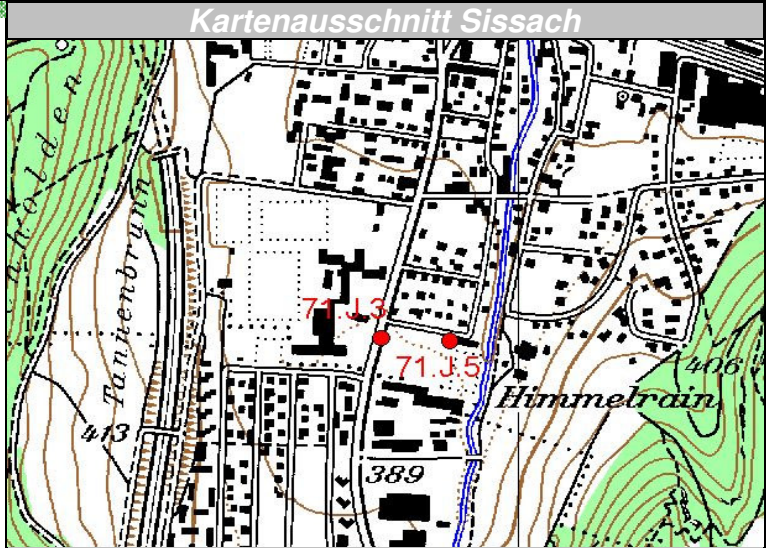 Kartenausschnitt Sissach
Tannenbrunn
71.J.3
71.J.5
406
Himmelrain
413
389